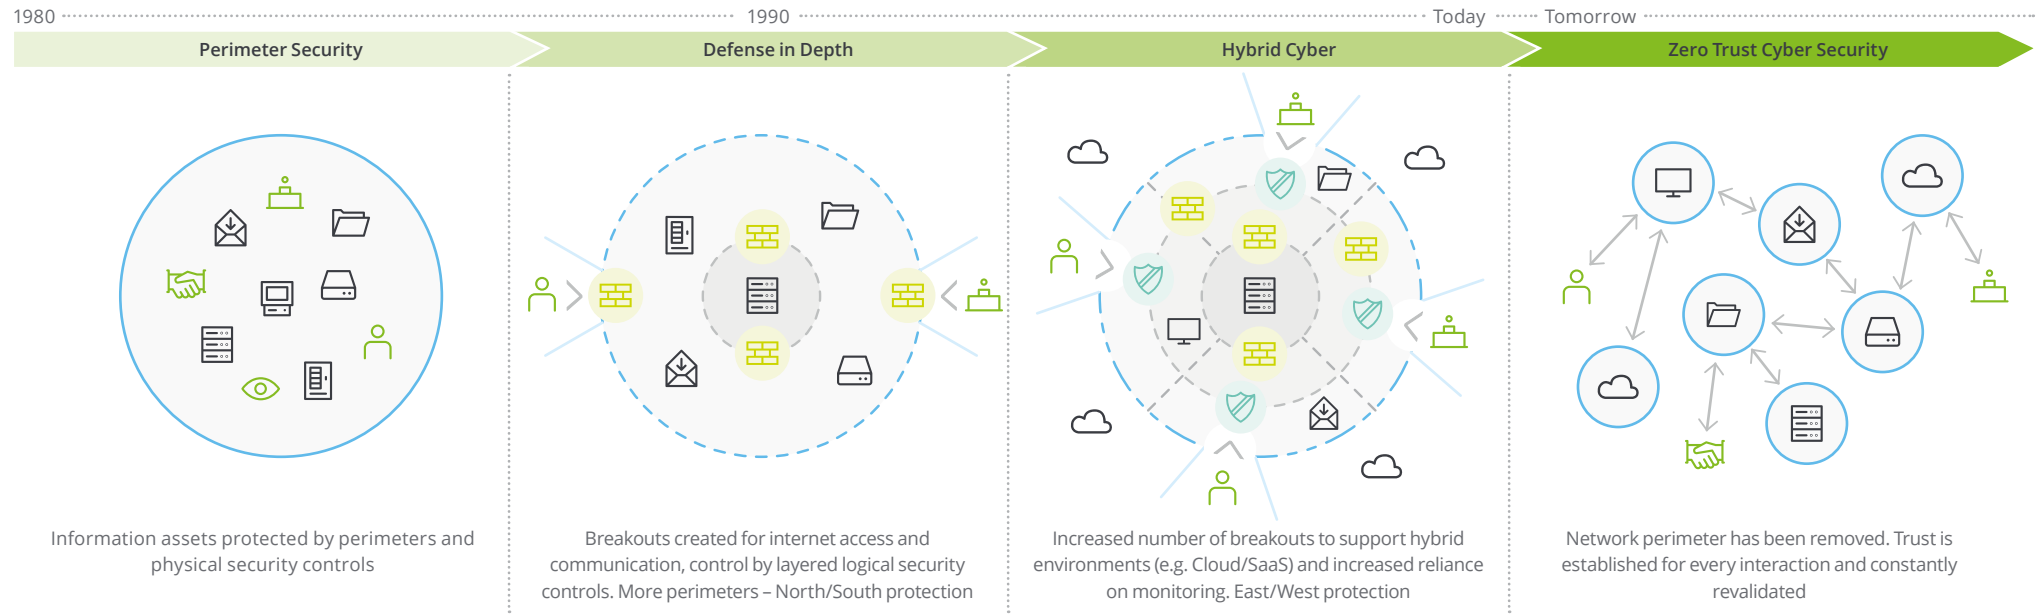 1980
1990
Today
Tomorrow
Perimeter Security
Defense in Depth
Hybrid Cyber
Zero Trust Cyber Security
Information assets protected by perimeters and
physical security controls
Breakouts created for internet access and
communication, control by layered logical security
controls. More perimeters – North/South protection
Increased number of breakouts to support hybrid
environments (e.g. Cloud/SaaS) and increased reliance
on monitoring. East/West protection
Network perimeter has been removed. Trust is
established for every interaction and constantly
revalidated